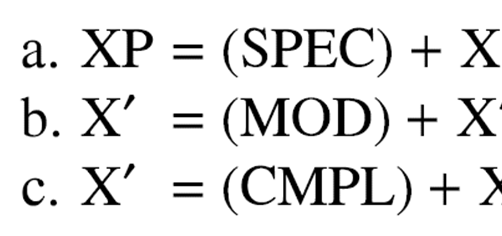 a. XP = (SPEC) + X
b. X′ = (MOD) + X′
c. X′ = (CMPL) + X